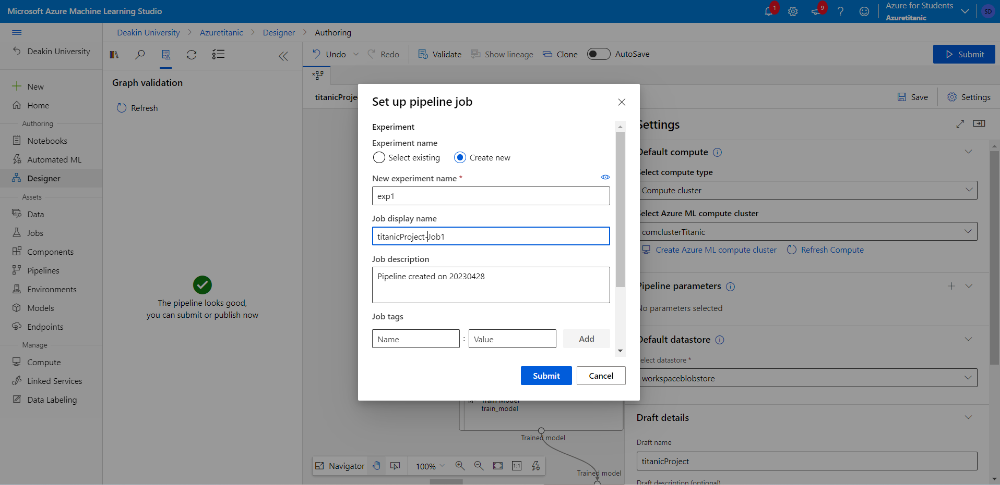 Microsoft Azure Machine Learning Studio
1
9
Azure for Students
Azuretitanic
SD
Deakin University
Azuretitanic
Designer
Authoring
Deakin University
New
Home
Authoring
Notebooks
Automated ML
Designer
Assets
Data
Jobs
Components
Pipelines
Environments
Models
Endpoints
Manage
Compute
Linked Services
Data Labeling
Graph validation
Refresh
The pipeline looks good,
you can submit or publish now
Undo
Redo
Validate
Show lineage
Clone
AutoSave
Submit
titanicProje
Save
Settings
Set up pipeline job
Experiment
Experiment name
Select existing
Create new
New experiment name *
exp1
Job display name
titanicProject-Job1
Job description
Pipeline created on 20230428
Job tags
Name
:
Value
Add
Submit
Cancel
Train Model
train_model
Trained model
Trained model
Navigator
100%
1:1
Settings
Default compute
Select compute type
Compute cluster
Select Azure ML compute cluster
comclusterTitanic
Create Azure ML compute cluster
Refresh Compute
Pipeline parameters
No parameters selected
Default datastore
Select datastore *
workspaceblobstore
Draft details
Draft name
titanicProject
Draft description (optional)